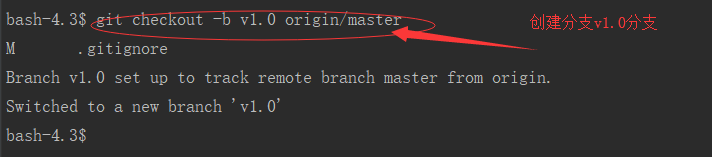 bash-4.3$ git checkout -b v1.0 origin/master
创建分支v1.0分支
M       .gitignore
Branch v1.0 set up to track remote branch master from origin.
Switched to a new branch 'v1.0'
bash-4.3$